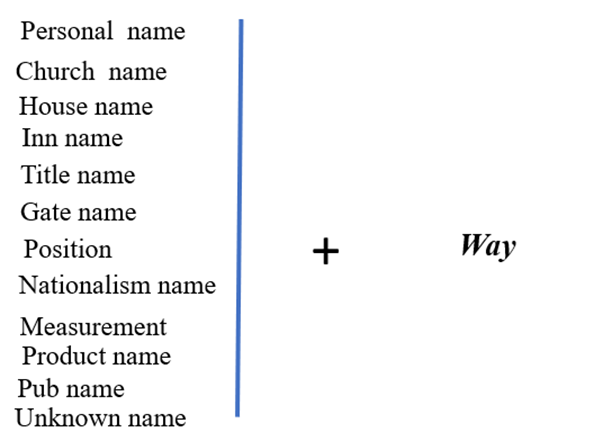 Personal name
Church name
House name
Inn name
Title name
Gate name
Position
Nationalism name
Measurement
Product name
Pub name
Unknown name
+
Way